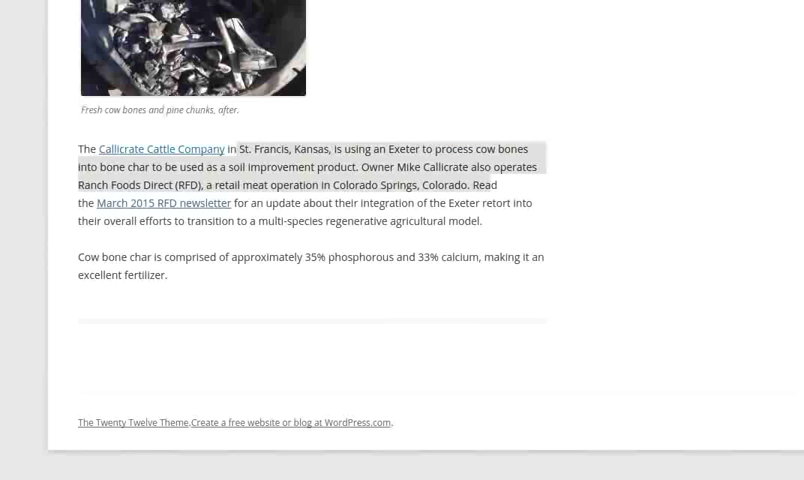 Fresh cow bones and pine chunks, after.
The Callicrate Cattle Company in St. Francis, Kansas, is using an Exeter to process cow bones
into bone char to be used as a soil improvement product. Owner Mike Callicrate also operates
Ranch Foods Direct (RFD), a retail meat operation in Colorado Springs, Colorado. Read
the March 2015 RFD newsletter for an update about their integration of the Exeter retort into
their overall efforts to transition to a multi-species regenerative agricultural model.
Cow bone char is comprised of approximately 35% phosphorous and 33% calcium, making it an
excellent fertilizer.
The Twenty Twelve Theme.Create a free website or blog at WordPress.com.